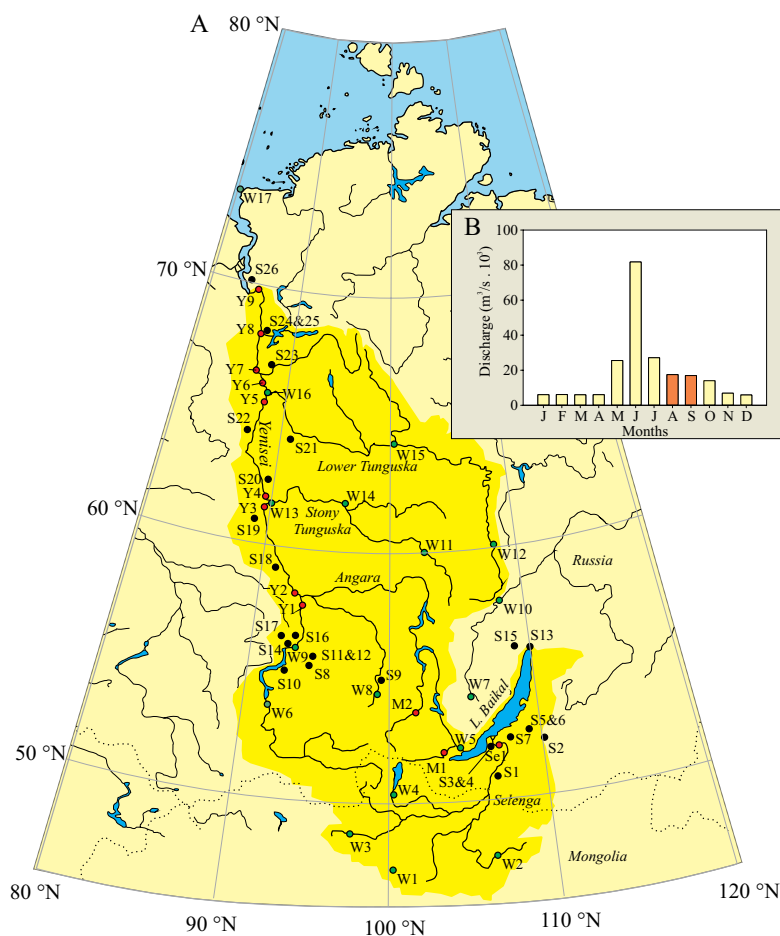 A
80 °N
W17
B
100
80
60
40
20
0
Discharge (m³/s . 10³)
J F M A M J J A S O N D
Months
70 °N
S26
Y9
S24&25
Y8
S23
Y7
Y6
W16
Y5
S22
Yenisei
S21
W15
Lower Tunguska
S20
Y4
W14
60 °N
Y3
W13
Stony
Tunguska
S19
W11
W12
Russia
S18
Angara
Y2
W10
Y1
S17
S16
S15
S13
S14
W9
S11&12
S8
S9
S10
W8
W7
L. Baikal
W6
M2
S5&6
W5
S7
S2
50 °N
Se1
M1
S3&4
S1
W4
Selenga
W3
W2
Mongolia
W1
80 °N
90 °N
100 °N
110 °N
120 °N